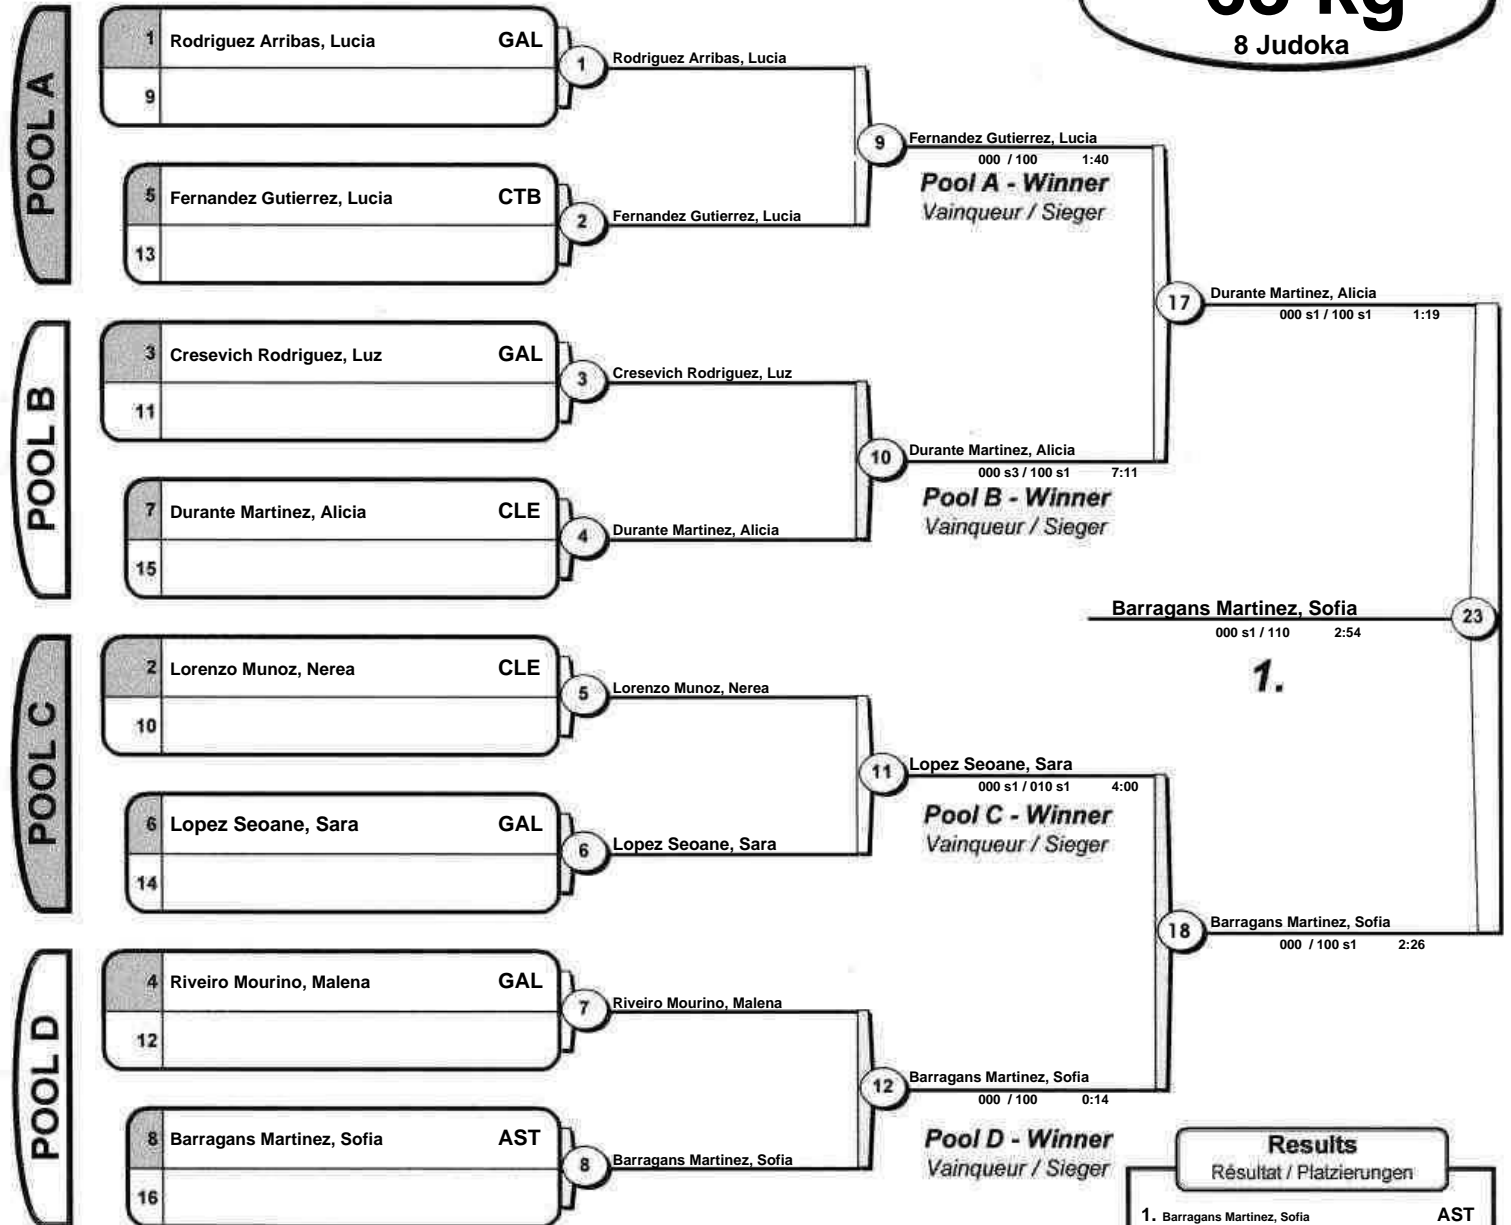 8 Judoka
POOL A
1 Rodriguez Arribas, Lucia GAL
9
1 Rodriguez Arribas, Lucia
5 Fernandez Gutierrez, Lucia CTB
13
2 Fernandez Gutierrez, Lucia
9 Fernandez Gutierrez, Lucia
000 / 100 1:40
Pool A - Winner
Vainqueur / Sieger
POOL B
3 Cresevich Rodriguez, Luz GAL
11
3 Cresevich Rodriguez, Luz
7 Durante Martinez, Alicia CLE
15
4 Durante Martinez, Alicia
10 Durante Martinez, Alicia
000 s3 / 100 s1 7:11
Pool B - Winner
Vainqueur / Sieger
17 Durante Martinez, Alicia
000 s1 / 100 s1 1:19
Barragans Martinez, Sofia 23
000 s1 / 110 2:54
1.
POOL C
2 Lorenzo Munoz, Nerea CLE
10
5 Lorenzo Munoz, Nerea
6 Lopez Seoane, Sara GAL
14
6 Lopez Seoane, Sara
11 Lopez Seoane, Sara
000 s1 / 010 s1 4:00
Pool C - Winner
Vainqueur / Sieger
18 Barragans Martinez, Sofia
000 / 100 s1 2:26
POOL D
4 Riveiro Mourino, Malena GAL
12
7 Riveiro Mourino, Malena
8 Barragans Martinez, Sofia AST
16
8 Barragans Martinez, Sofia
12 Barragans Martinez, Sofia
000 / 100 0:14
Pool D - Winner
Vainqueur / Sieger
Results
Résultat / Platzierungen
1. Barragans Martinez, Sofia AST